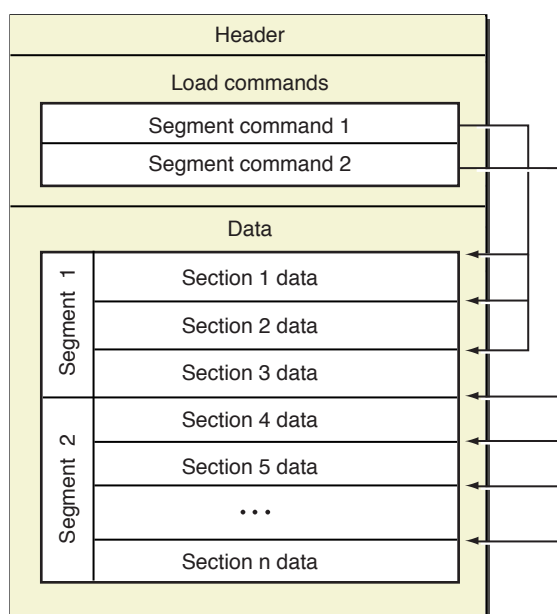 Header
Load commands
Segment command 1
Segment command 2
Data
Segment 1
Section 1 data
Section 2 data
Section 3 data
Segment 2
Section 4 data
Section 5 data
...
Section n data